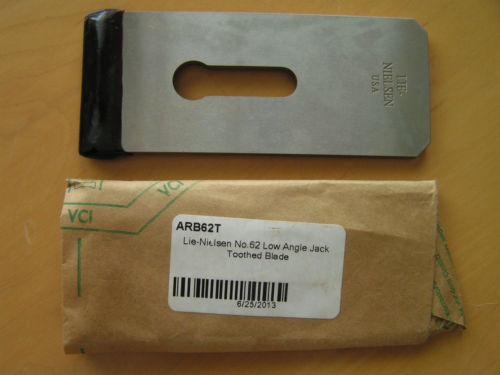 LIE-
NIELSEN
USA
VCI
VCI
ARB62T
Lie-Nielsen No.62 Low Angle Jack
Toothed Blade
6/25/2013